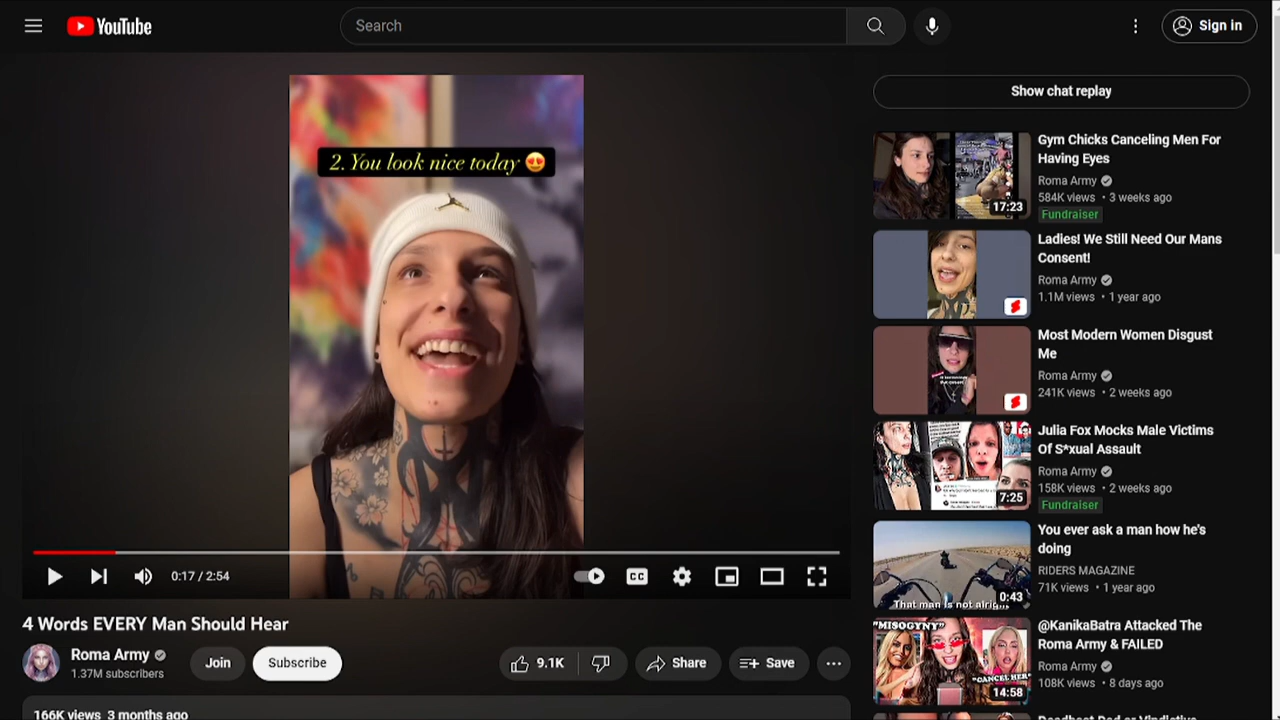 YouTube
Search
Sign in
2. You look nice today 😍
0:17 / 2:54
CC
4 Words EVERY Man Should Hear
Roma Army
1.37M subscribers
Join
Subscribe
9.1K
Share
Save
166K views 3 months ago
Show chat replay
17:23
Gym Chicks Canceling Men For
Having Eyes
Roma Army
584K views • 3 weeks ago
Fundraiser
Ladies! We Still Need Our Mans
Consent!
Roma Army
1.1M views • 1 year ago
Most Modern Women Disgust
Me
Roma Army
241K views • 2 weeks ago
7:25
Julia Fox Mocks Male Victims
Of S*xual Assault
Roma Army
158K views • 2 weeks ago
Fundraiser
That man is not alright
0:43
You ever ask a man how he's
doing
RIDERS MAGAZINE
71K views • 1 year ago
"MISOGYNY"
"CANCEL HER"
14:58
@KanikaBatra Attacked The
Roma Army & FAILED
Roma Army
108K views • 8 days ago
Deadbeat Dad or Vindictive